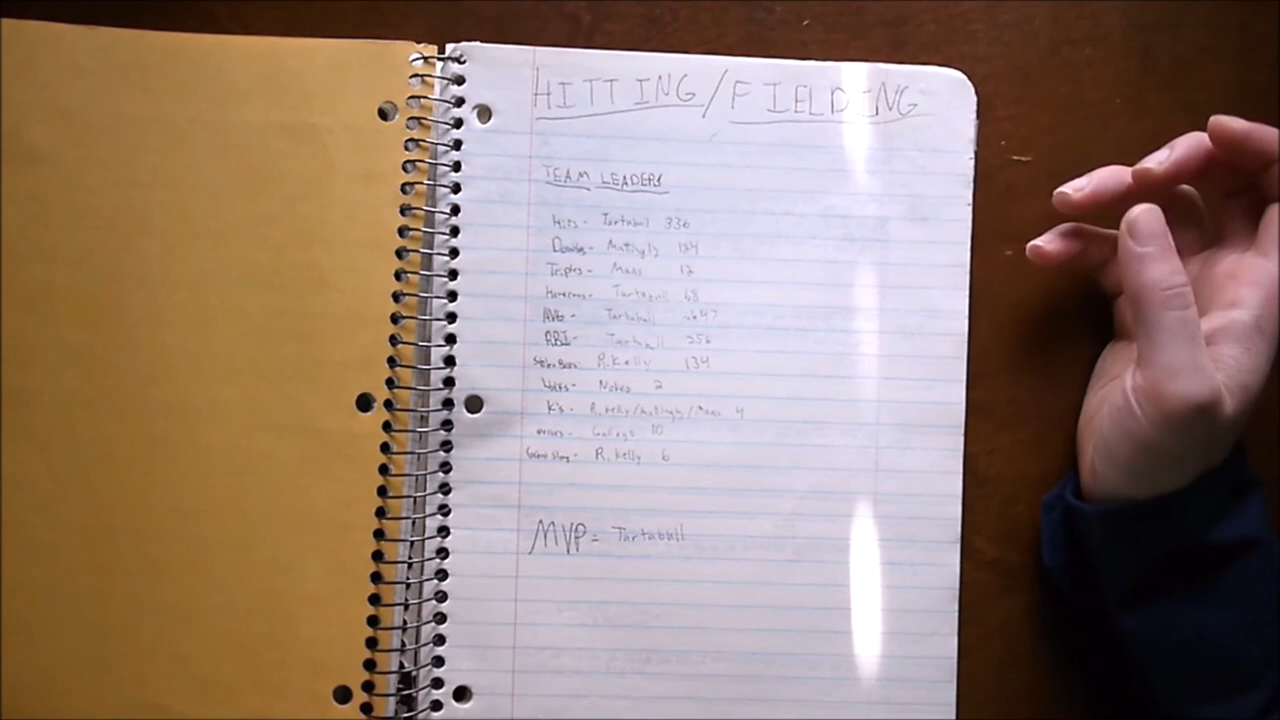 HITTING/FIELDING
TEAM LEADERS
Hits - Tartabull 336
Doubles - Mattingly 124
Triples - Maas 12
Homeruns - Tartabull 68
AVG - Tartabull .647
RBI - Tartabull 256
Stolen Bases R. Kelly 134
Walks - Nokes 2
K's - R. Kelly/Mattingly/Maas 4
errors - Gallego 10
Grand Slams - R. Kelly 6
MVP = Tartabull